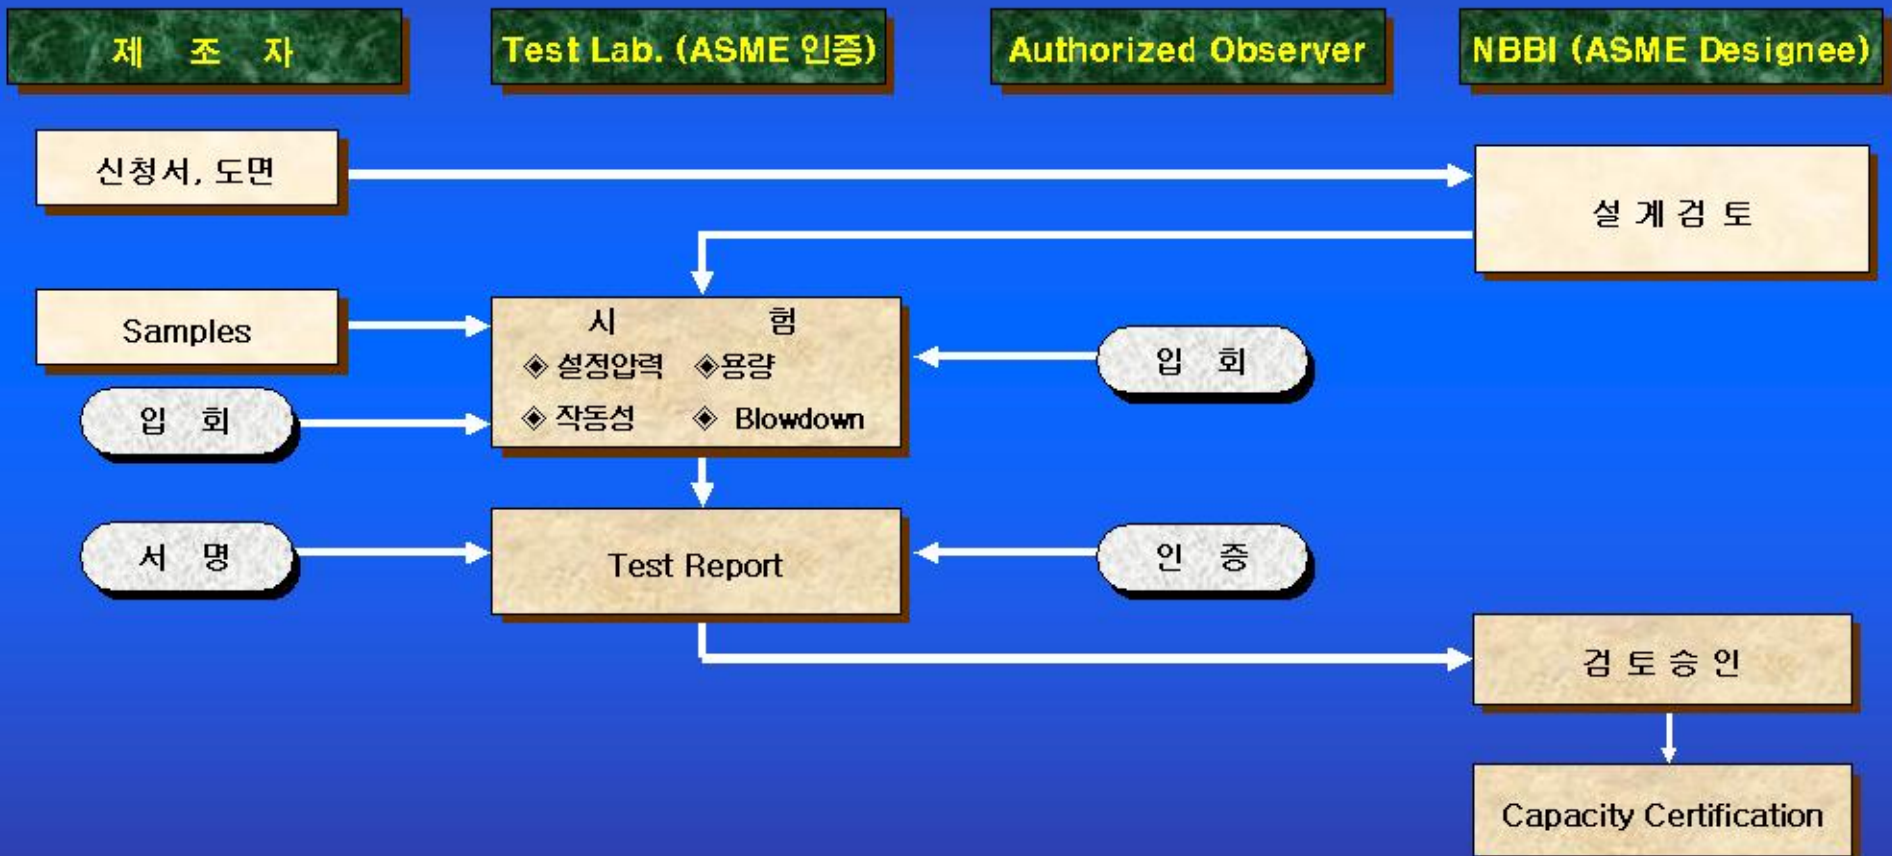 제 조 자
Test Lab. (ASME 인증)
Authorized Observer
NBBI (ASME Designee)
신청서, 도면
설 계 검 토
Samples
시 험
◈ 설정압력 ◈용량
◈ 작동성 ◈ Blowdown
입 회
입 회
서 명
Test Report
인 증
검 토 승 인
Capacity Certification